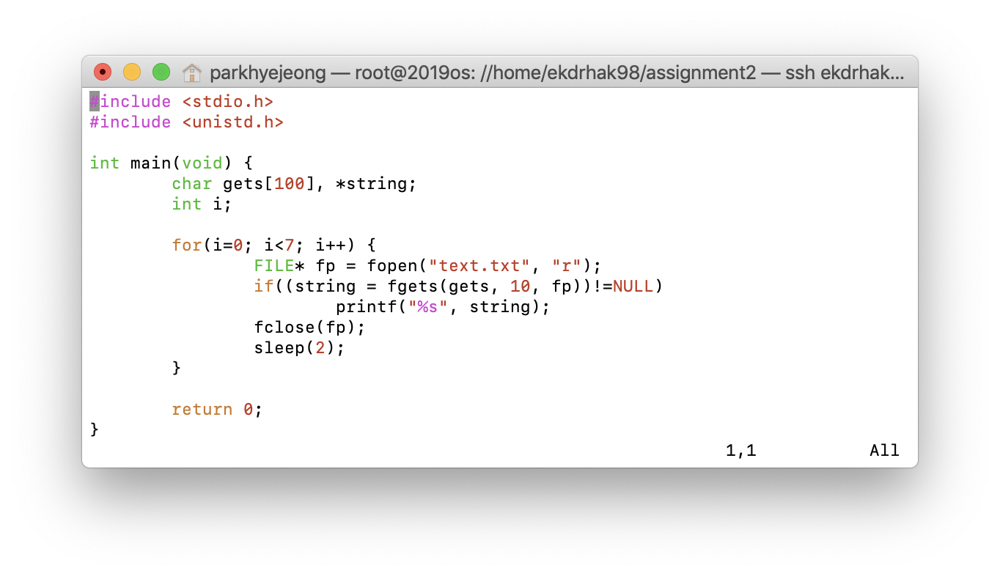 parkhyejeong — root@2019os: //home/ekdrhak98/assignment2 — ssh ekdrhak...
#include <stdio.h>
#include <unistd.h>

int main(void) {
        char gets[100], *string;
        int i;

        for(i=0; i<7; i++) {
                FILE* fp = fopen("text.txt", "r");
                if((string = fgets(gets, 10, fp))!=NULL)
                        printf("%s", string);
                fclose(fp);
                sleep(2);
        }

        return 0;
}
1,1 All